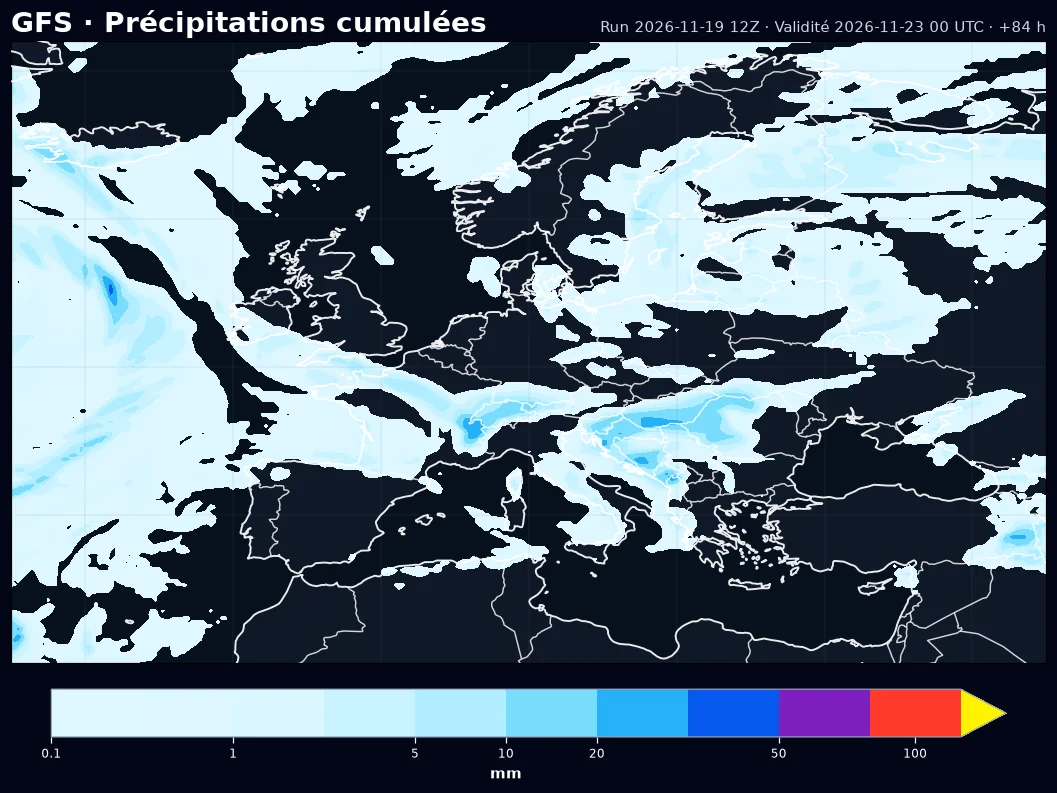 GFS · Précipitations cumulées
Run 2026-11-19 12Z · Validité 2026-11-23 00 UTC · +84 h
0.1 1 5 10 20 50 100
mm